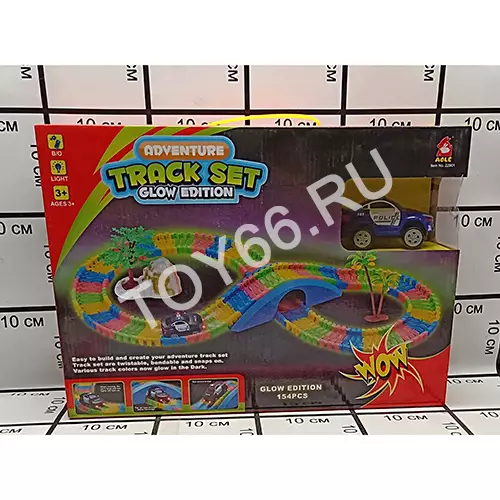 ADVENTURE
TRACK SET
GLOW EDITION
B/O
LIGHT
3+
AGES 3+
AOLE
POLICE
TOY66.RU
Easy to build and create your adventure track set
Track set are twistable, bendable and snaps on.
Various track colors now glow in the Dark.
GLOW EDITION
154PCS
WOW
10 CM
10 CM
10 CM
10 CM
10 CM
10 CM
10 CM
10 CM
10 CM